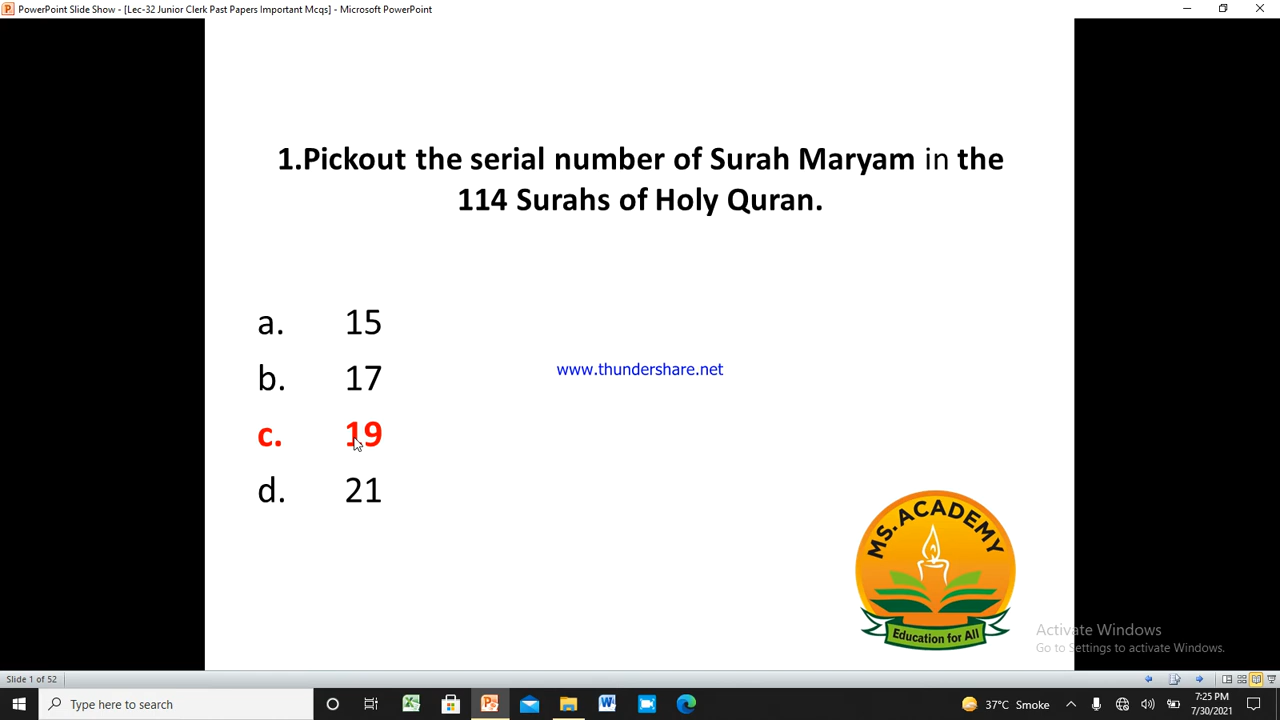 PowerPoint Slide Show - [Lec-32 Junior Clerk Past Papers Important Mcqs] - Microsoft PowerPoint
1.Pickout the serial number of Surah Maryam in the
114 Surahs of Holy Quran.
a. 15
b. 17
www.thundershare.net
c. 19
d. 21
MS.ACADEMY
Education for All
Activate Windows
Go to Settings to activate Windows.
Slide 1 of 52
Type here to search
37°C Smoke
7:25 PM
7/30/2021